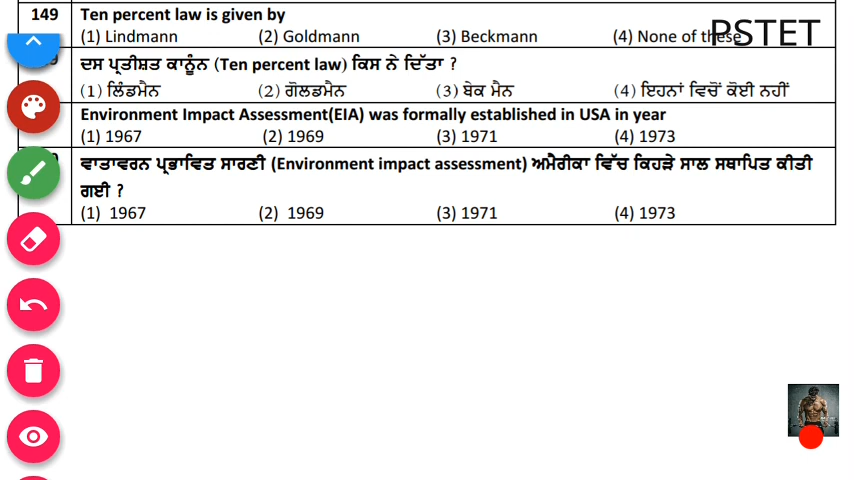 149 Ten percent law is given by
PSTET
(1) Lindmann (2) Goldmann (3) Beckmann (4) None of these
ਦਸ ਪ੍ਰਤੀਸ਼ਤ ਕਾਨੂੰਨ (Ten percent law) ਕਿਸ ਨੇ ਦਿੱਤਾ ?
(1) ਲਿੰਡਮੈਨ (2) ਗੋਲਡਮੈਨ (3) ਬੇਕ ਮੈਨ (4) ਇਹਨਾਂ ਵਿਚੋਂ ਕੋਈ ਨਹੀਂ
Environment Impact Assessment(EIA) was formally established in USA in year
(1) 1967 (2) 1969 (3) 1971 (4) 1973
ਵਾਤਾਵਰਨ ਪ੍ਰਭਾਵਿਤ ਸਾਰਣੀ (Environment impact assessment) ਅਮੈਰੀਕਾ ਵਿੱਚ ਕਿਹੜੇ ਸਾਲ ਸਥਾਪਿਤ ਕੀਤੀ
ਗਈ ?
(1) 1967 (2) 1969 (3) 1971 (4) 1973